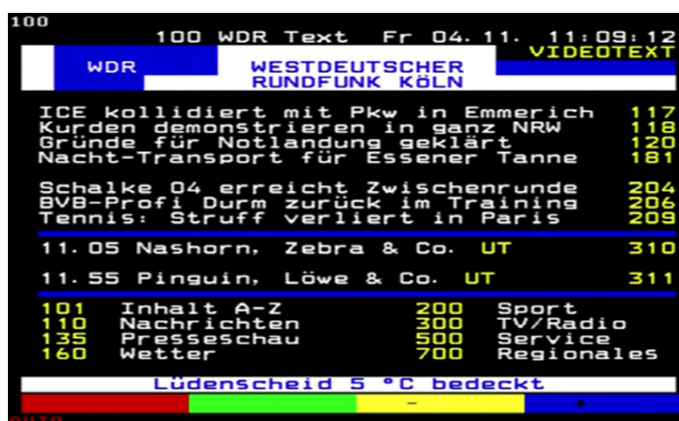 100
100 WDR Text Fr 04.11. 11:09:12
VIDEOTEXT
WDR WESTDEUTSCHER
RUNDFUNK KÖLN
ICE kollidiert mit Pkw in Emmerich 117
Kurden demonstrieren in ganz NRW 118
Gründe für Notlandung geklärt 120
Nacht-Transport für Essener Tanne 181
Schalke 04 erreicht Zwischenrunde 204
BVB-Profi Durm zurück im Training 206
Tennis: Struff verliert in Paris 209
11.05 Nashorn, Zebra & Co. UT 310
11.55 Pinguin, Löwe & Co. UT 311
101 Inhalt A-Z 200 Sport
110 Nachrichten 300 TV/Radio
135 Presseschau 500 Service
160 Wetter 700 Regionales
Lüdenscheid 5 °C bedeckt
- +